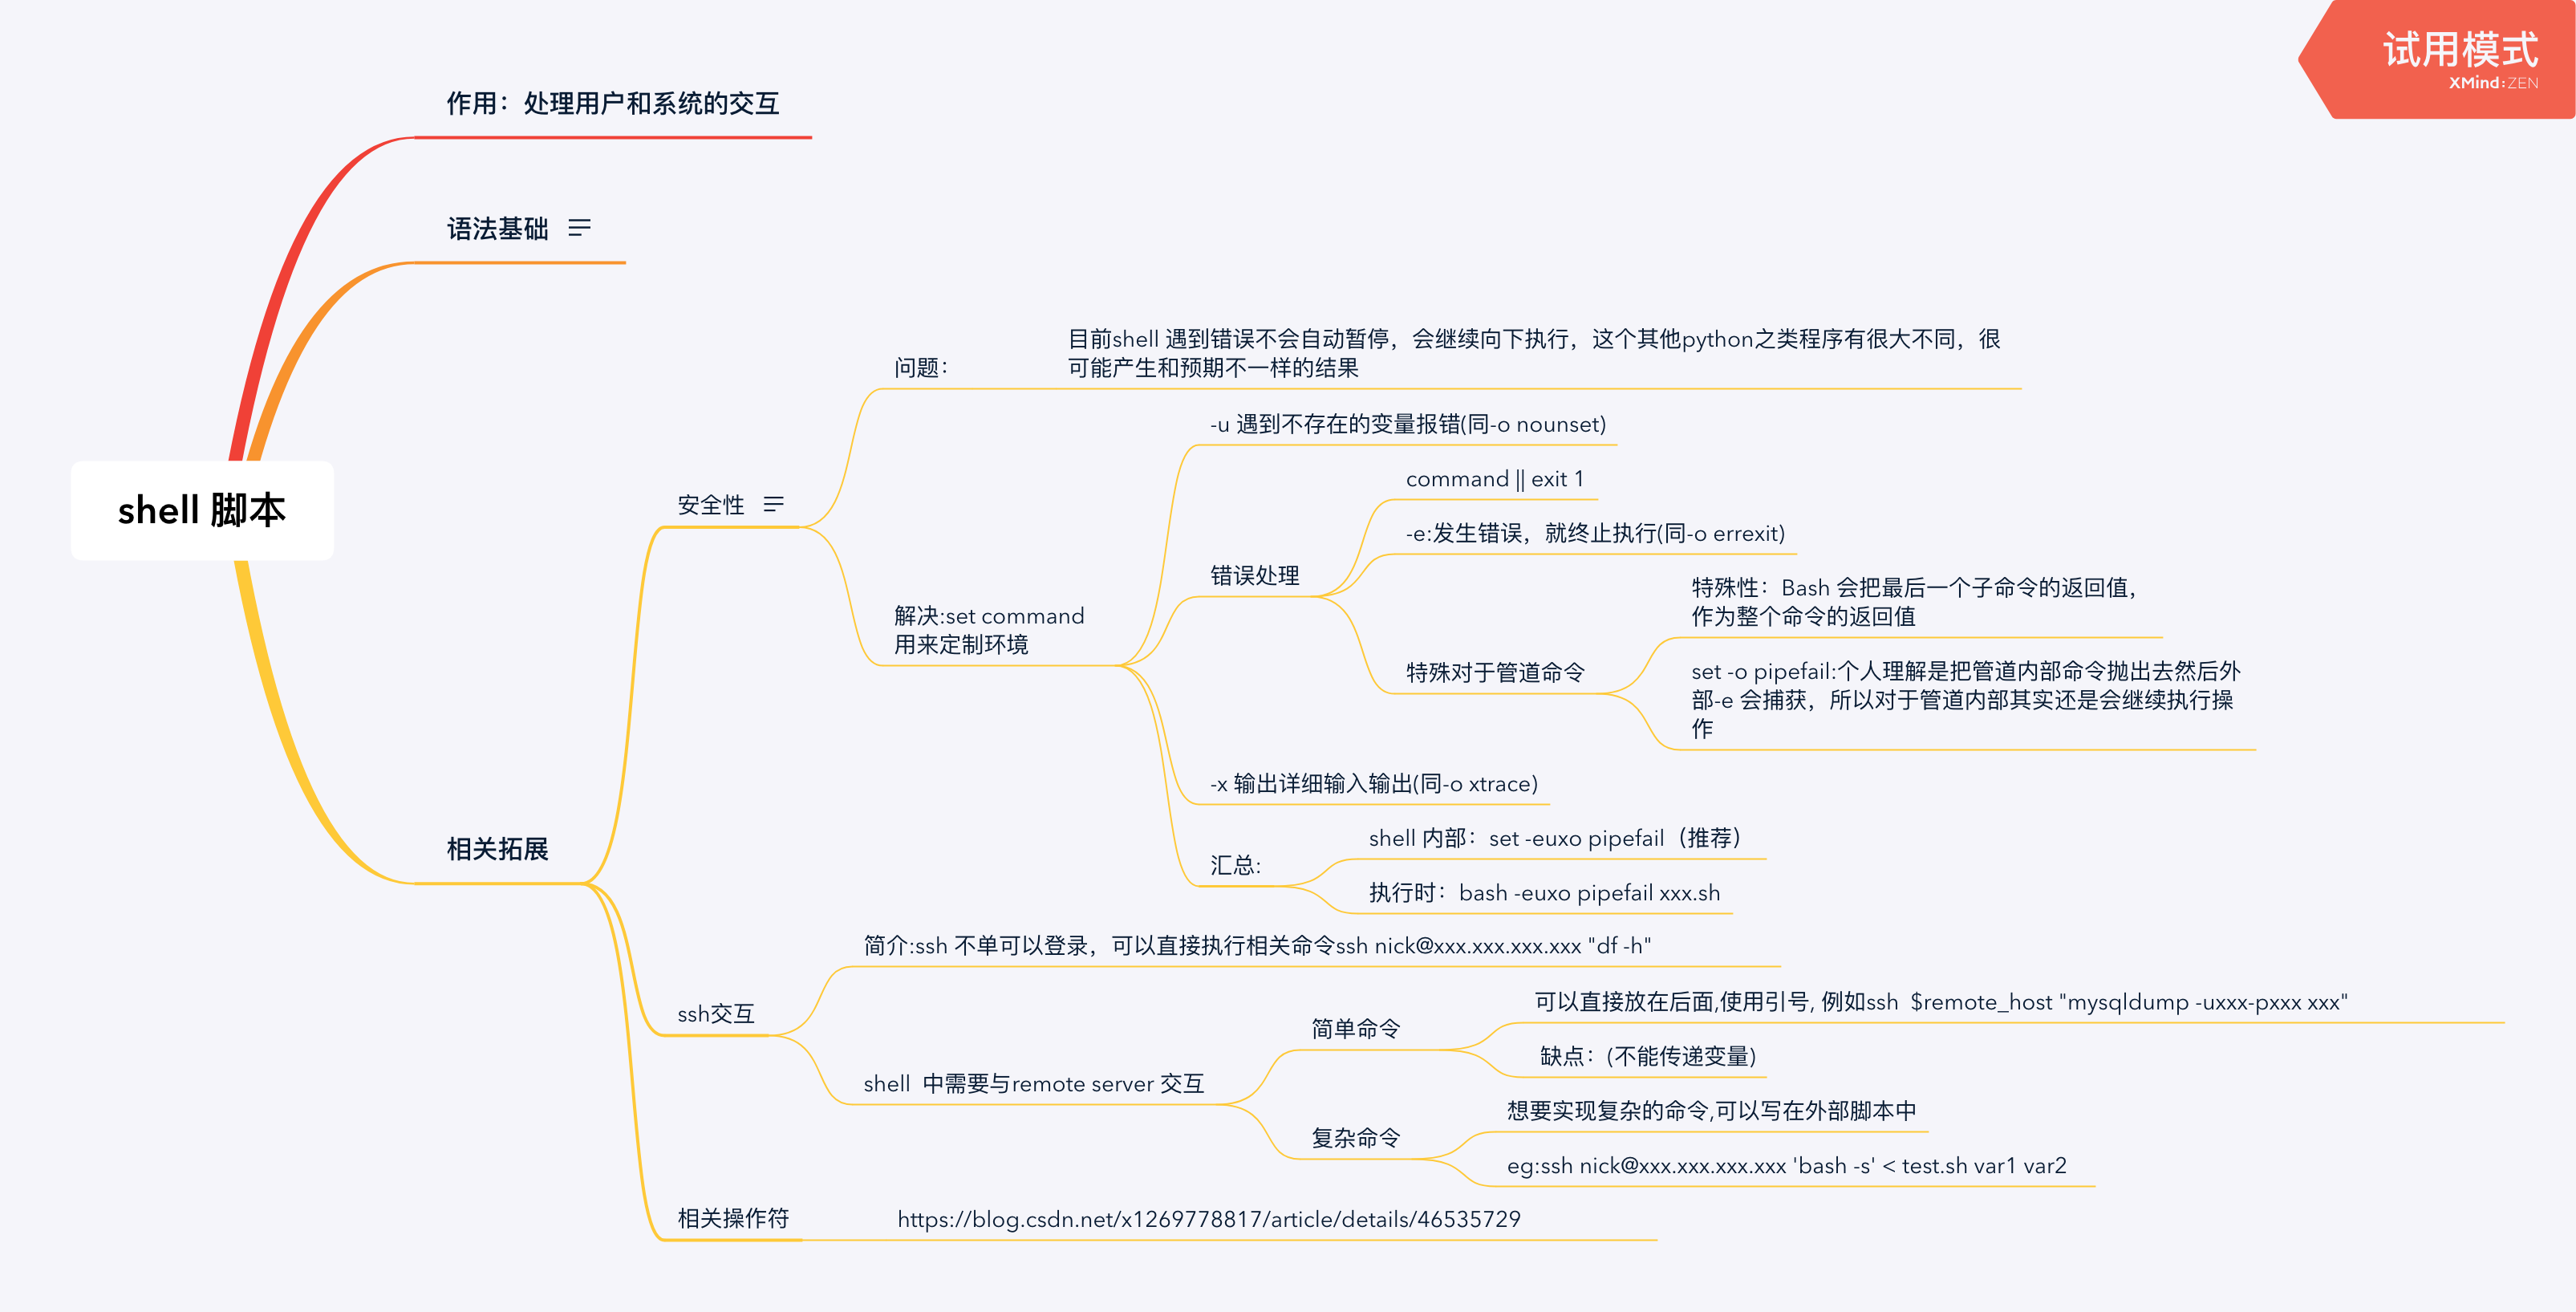 试用模式
XMind:ZEN
作用：处理用户和系统的交互
语法基础
shell 脚本
相关拓展
安全性
问题：
目前shell 遇到错误不会自动暂停，会继续向下执行，这个其他python之类程序有很大不同，很
可能产生和预期不一样的结果
解决:set command
用来定制环境
-u 遇到不存在的变量报错(同-o nounset)
错误处理
command || exit 1
-e:发生错误，就终止执行(同-o errexit)
特殊对于管道命令
特殊性：Bash 会把最后一个子命令的返回值，
作为整个命令的返回值
set -o pipefail:个人理解是把管道内部命令抛出去然后外
部-e 会捕获，所以对于管道内部其实还是会继续执行操
作
-x 输出详细输入输出(同-o xtrace)
汇总:
shell 内部：set -euxo pipefail（推荐）
执行时：bash -euxo pipefail xxx.sh
ssh交互
简介:ssh 不单可以登录，可以直接执行相关命令ssh nick@xxx.xxx.xxx.xxx "df -h"
shell  中需要与remote server 交互
简单命令
可以直接放在后面,使用引号, 例如ssh  $remote_host "mysqldump -uxxx-pxxx xxx"
缺点：(不能传递变量)
复杂命令
想要实现复杂的命令,可以写在外部脚本中
eg:ssh nick@xxx.xxx.xxx.xxx 'bash -s' < test.sh var1 var2
相关操作符
https://blog.csdn.net/x1269778817/article/details/46535729